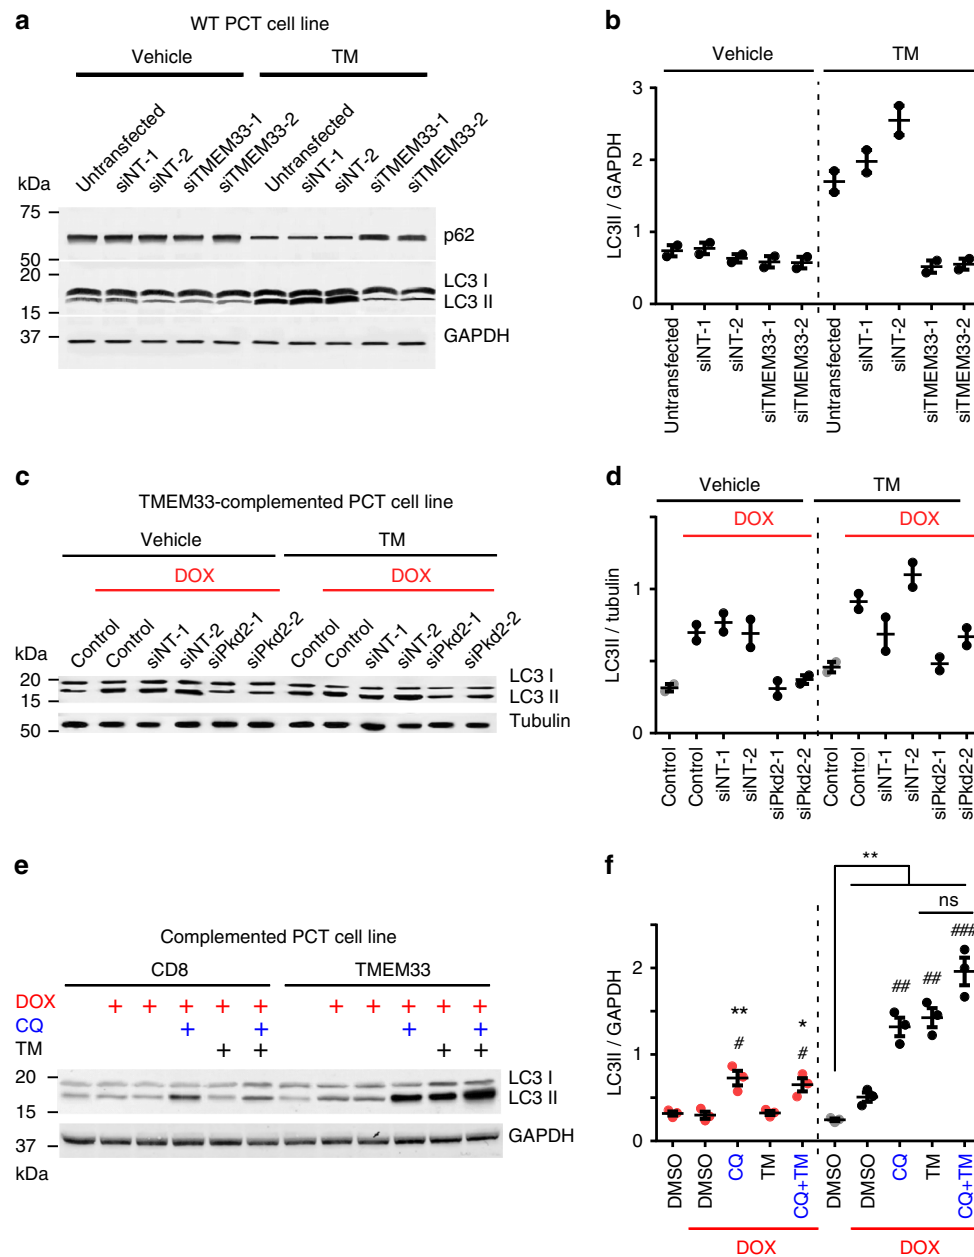 a
WT PCT cell line
Vehicle TM
Untransfected siNT-1 siNT-2 siTMEM33-1 siTMEM33-2 Untransfected siNT-1 siNT-2 siTMEM33-1 siTMEM33-2
kDa
75
p62
50
20
LC3 I
LC3 II
15
37
GAPDH
b
Vehicle TM
3
2
1
0
LC3II / GAPDH
Untransfected siNT-1 siNT-2 siTMEM33-1 siTMEM33-2 Untransfected siNT-1 siNT-2 siTMEM33-1 siTMEM33-2
c
TMEM33-complemented PCT cell line
Vehicle TM
DOX DOX
Control Control siNT-1 siNT-2 siPkd2-1 siPkd2-2 Control Control siNT-1 siNT-2 siPkd2-1 siPkd2-2
kDa
20
LC3 I
LC3 II
15
Tubulin
50
d
Vehicle TM
DOX DOX
1
0
LC3II / tubulin
Control Control siNT-1 siNT-2 siPkd2-1 siPkd2-2 Control Control siNT-1 siNT-2 siPkd2-1 siPkd2-2
e
Complemented PCT cell line
CD8 TMEM33
DOX + + + + + + + + + +
CQ + + + +
TM + + + +
20
LC3 I
LC3 II
15
GAPDH
37
kDa
f
**
ns
###
## ##
** *
# #
2
1
0
LC3II / GAPDH
DMSO DMSO CQ TM CQ+TM DMSO DMSO CQ TM CQ+TM
DOX DOX